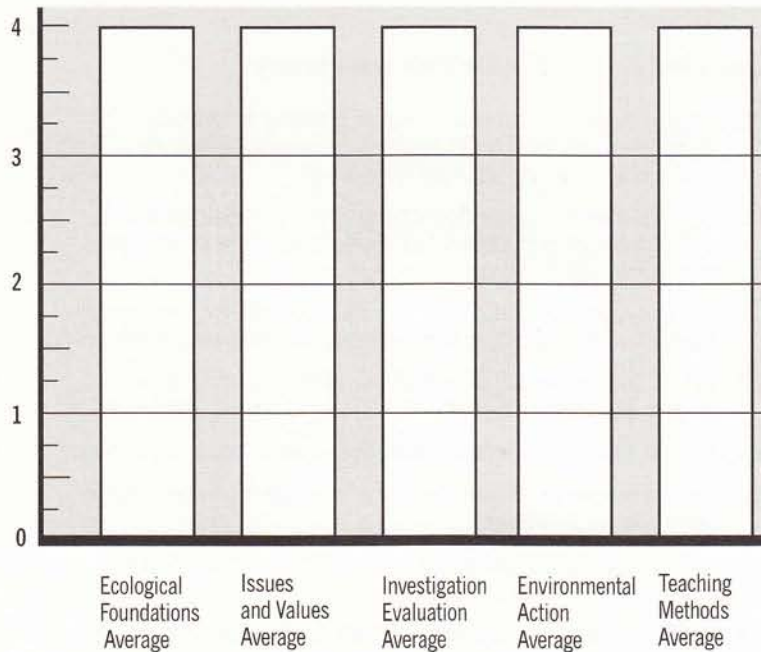 4
3
2
1
0
Ecological
Foundations
Average
Issues
and Values
Average
Investigation
Evaluation
Average
Environmental
Action
Average
Teaching
Methods
Average